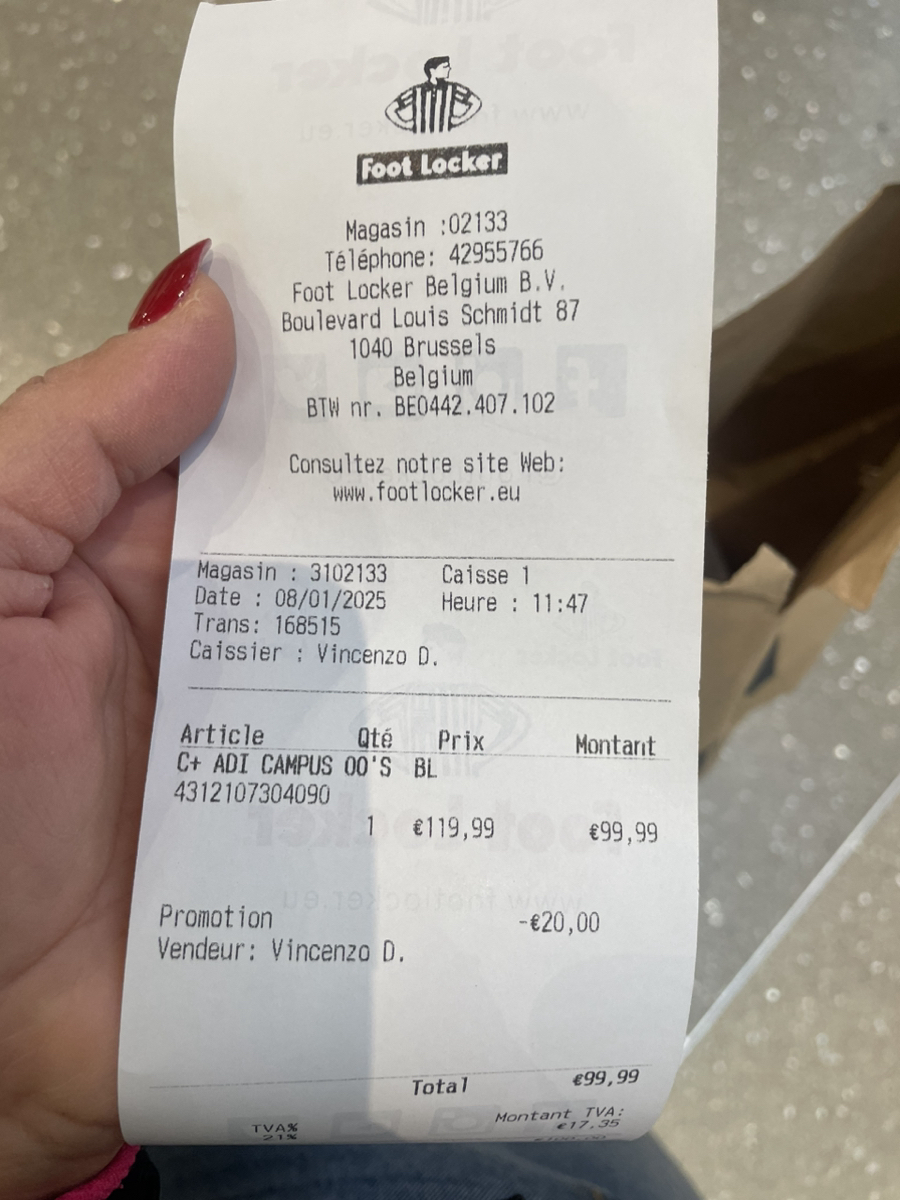 Foot Locker
Magasin :02133
Téléphone: 42955766
Foot Locker Belgium B.V.
Boulevard Louis Schmidt 87
1040 Brussels
Belgium
BTW nr. BE0442.407.102
Consultez notre site Web:
www.footlocker.eu
Magasin : 3102133 Caisse 1
Date : 08/01/2025 Heure : 11:47
Trans: 168515
Caissier : Vincenzo D.
Article Qté Prix Montant
C+ ADI CAMPUS 00'S BL
4312107304090
1 €119,99 €99,99
Promotion -€20,00
Vendeur: Vincenzo D.
Total €99,99
TVA% Montant TVA:
21% €17,35